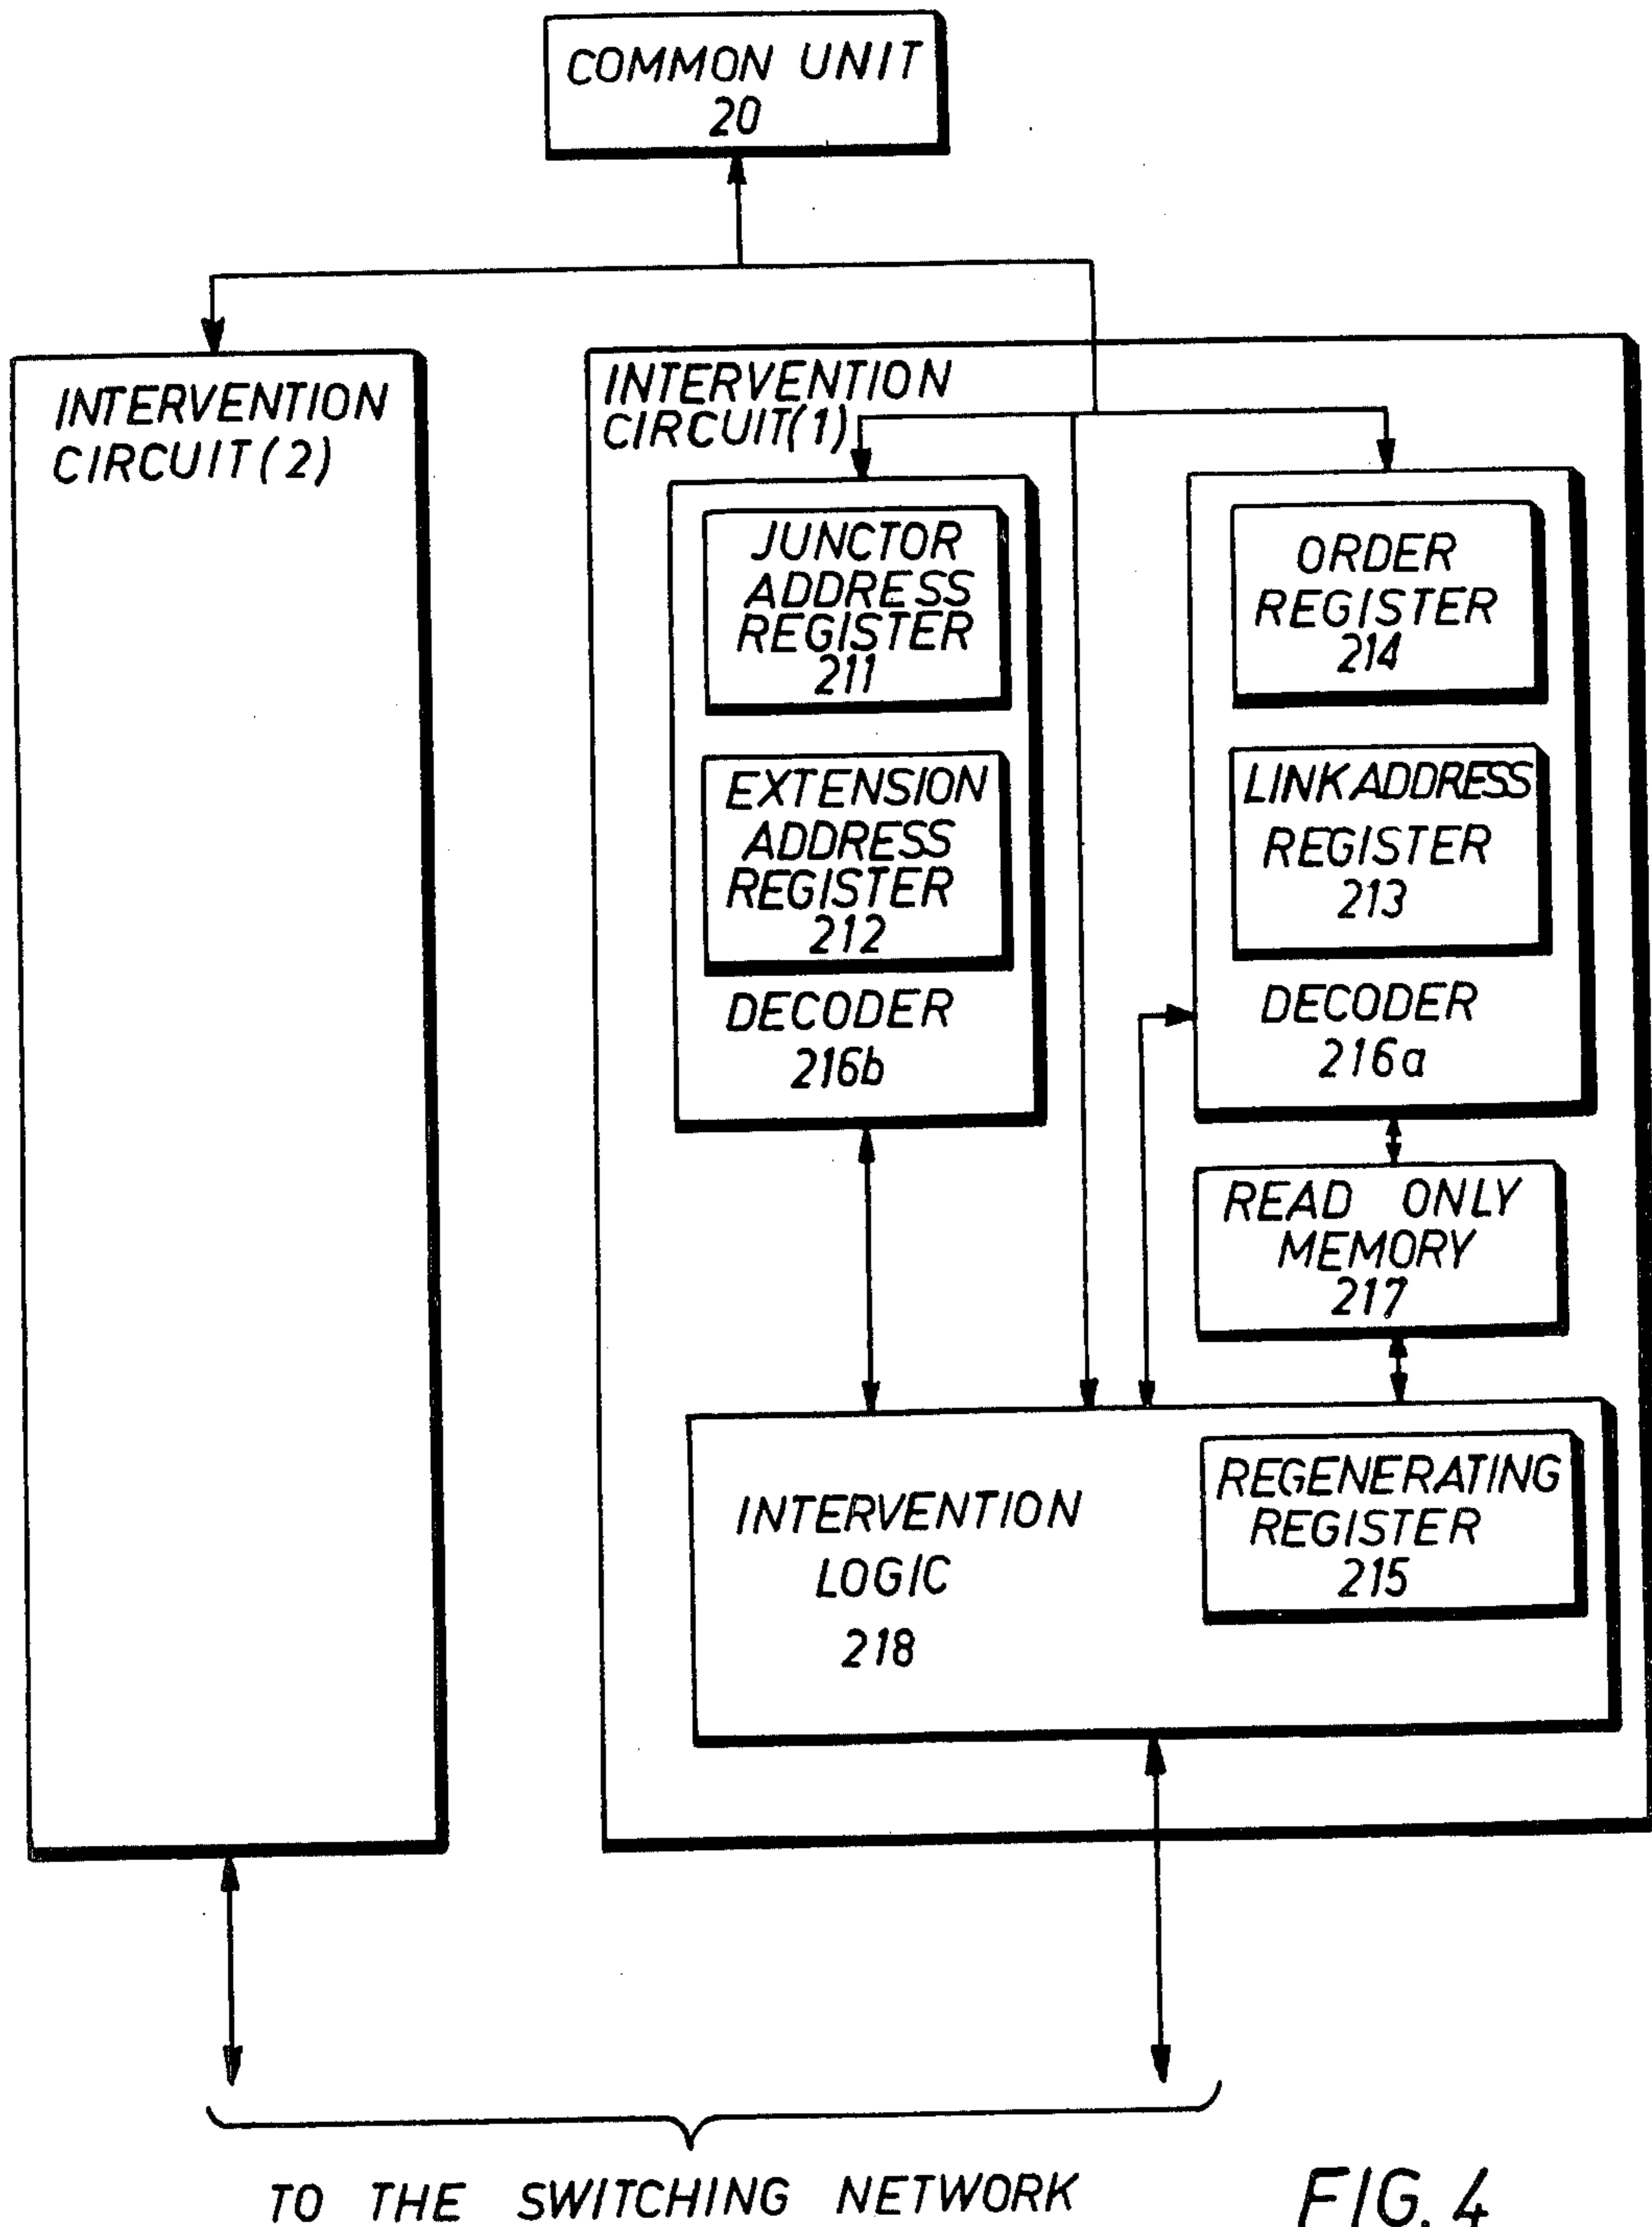 COMMON UNIT
20
INTERVENTION
CIRCUIT(2)
INTERVENTION
CIRCUIT(1)
JUNCTOR
ADDRESS
REGISTER
211
EXTENSION
ADDRESS
REGISTER
212
DECODER
216b
ORDER
REGISTER
214
LINK ADDRESS
REGISTER
213
DECODER
216a
READ ONLY
MEMORY
217
INTERVENTION
LOGIC
218
REGENERATING
REGISTER
215
TO THE SWITCHING NETWORK
FIG. 4